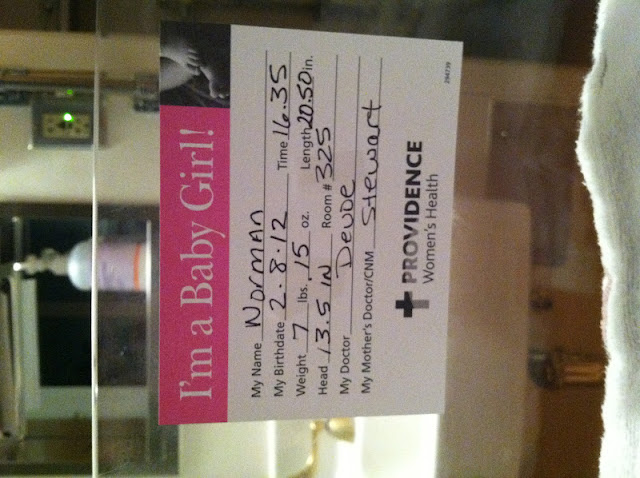 I'm a Baby Girl!
My Name Norman
My Birthdate 2.8.12 Time 16.35
Weight 7 lbs. .15 oz. Length 20.50 in.
Head 13.5 IN Room # 325
My Doctor Devoe
My Mother's Doctor/CNM Stewart
PROVIDENCE
Women's Health
294739